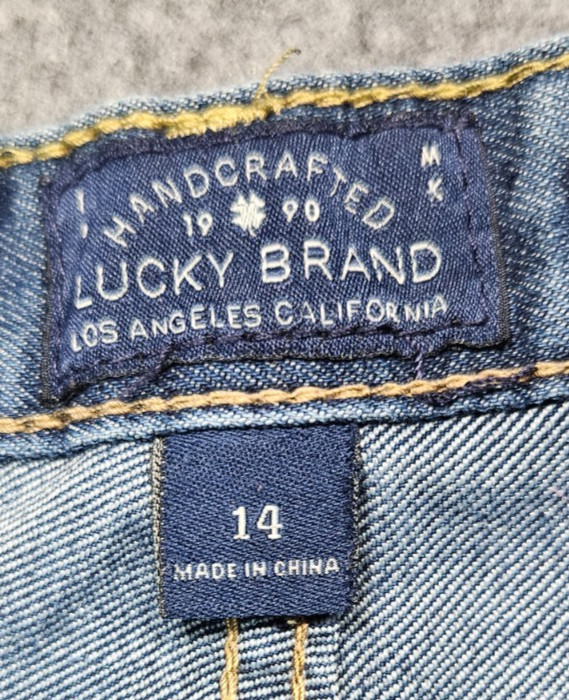 HANDCRAFTED
M
K
19 90
LUCKY BRAND
LOS ANGELES CALIFORNIA
14
MADE IN CHINA